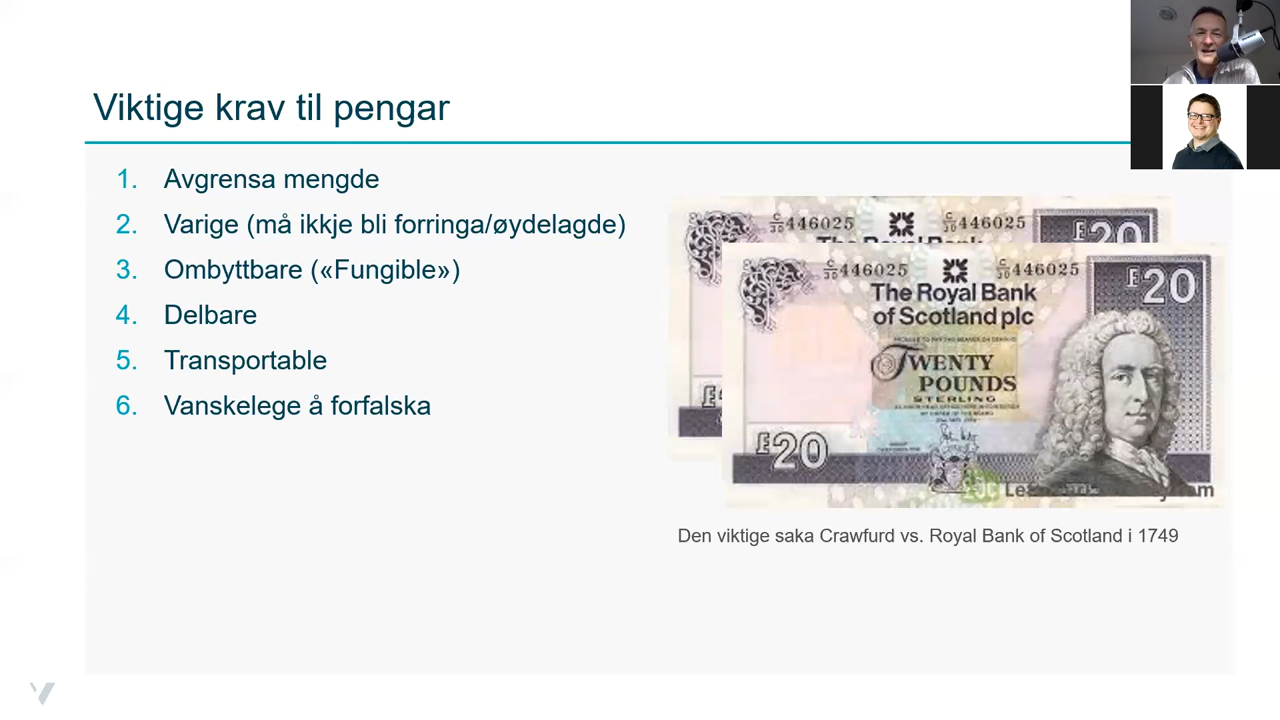 Viktige krav til pengar
1. Avgrensa mengde
2. Varige (må ikkje bli forringa/øydelagde)
3. Ombyttbare («Fungible»)
4. Delbare
5. Transportable
6. Vanskelege å forfalska
C/30 446025 C/30 446025
The Royal Bank
£20
C/30 446025 C/30 446025
£20
The Royal Bank
of Scotland plc
TWENTY
POUNDS
STERLING
£20
Den viktige saka Crawfurd vs. Royal Bank of Scotland i 1749